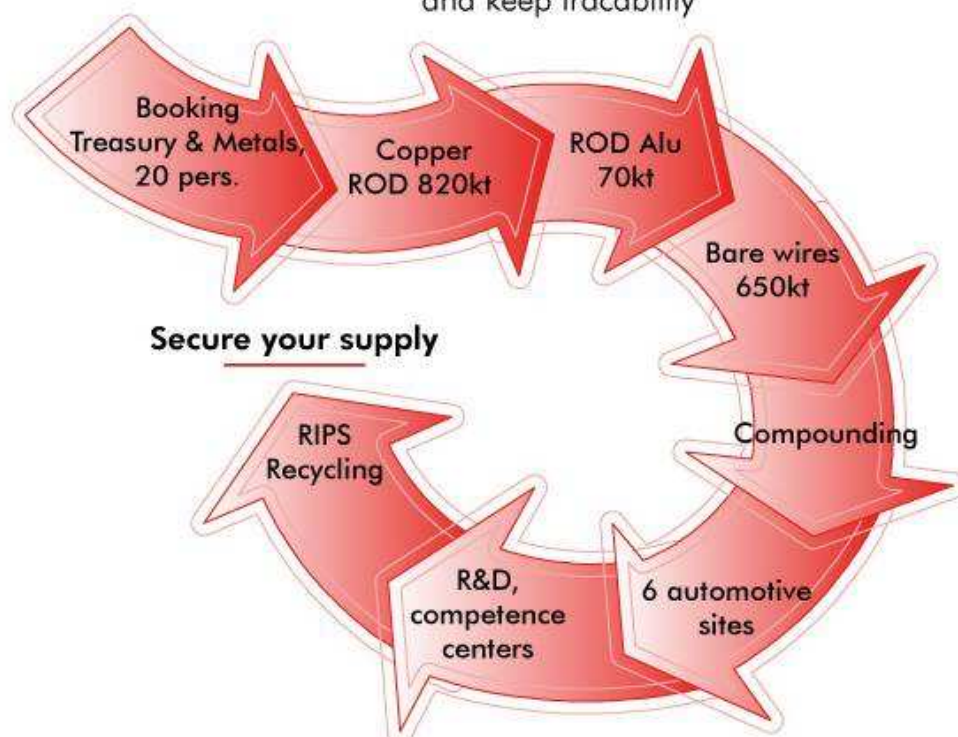 and keep tracability
Booking
Treasury & Metals,
20 pers.
Copper
ROD 820kt
ROD Alu
70kt
Bare wires
650kt
Compounding
6 automotive
sites
R&D,
competence
centers
RIPS
Recycling
Secure your supply